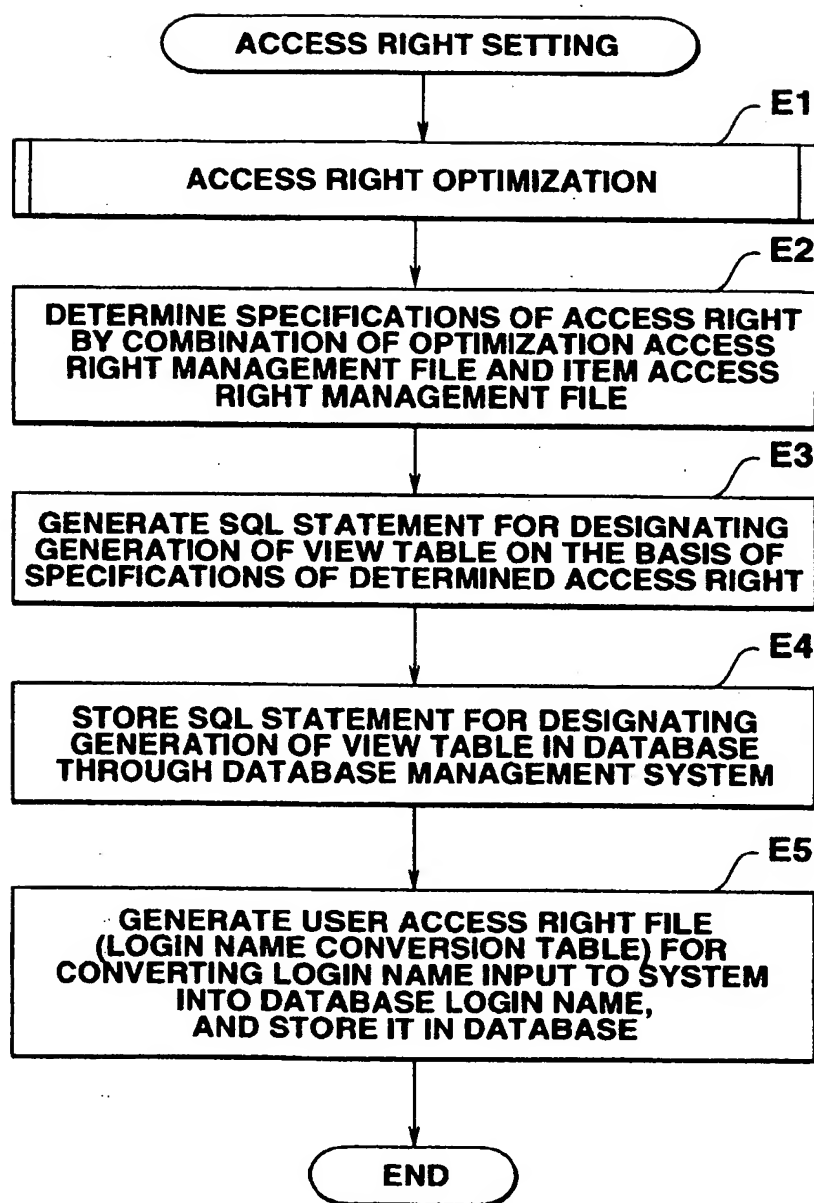 ACCESS RIGHT SETTING
E1
ACCESS RIGHT OPTIMIZATION
E2
DETERMINE SPECIFICATIONS OF ACCESS RIGHT
BY COMBINATION OF OPTIMIZATION ACCESS
RIGHT MANAGEMENT FILE AND ITEM ACCESS
RIGHT MANAGEMENT FILE
E3
GENERATE SQL STATEMENT FOR DESIGNATING
GENERATION OF VIEW TABLE ON THE BASIS OF
SPECIFICATIONS OF DETERMINED ACCESS RIGHT
E4
STORE SQL STATEMENT FOR DESIGNATING
GENERATION OF VIEW TABLE IN DATABASE
THROUGH DATABASE MANAGEMENT SYSTEM
E5
GENERATE USER ACCESS RIGHT FILE
(LOGIN NAME CONVERSION TABLE) FOR
CONVERTING LOGIN NAME INPUT TO SYSTEM
INTO DATABASE LOGIN NAME,
AND STORE IT IN DATABASE
END